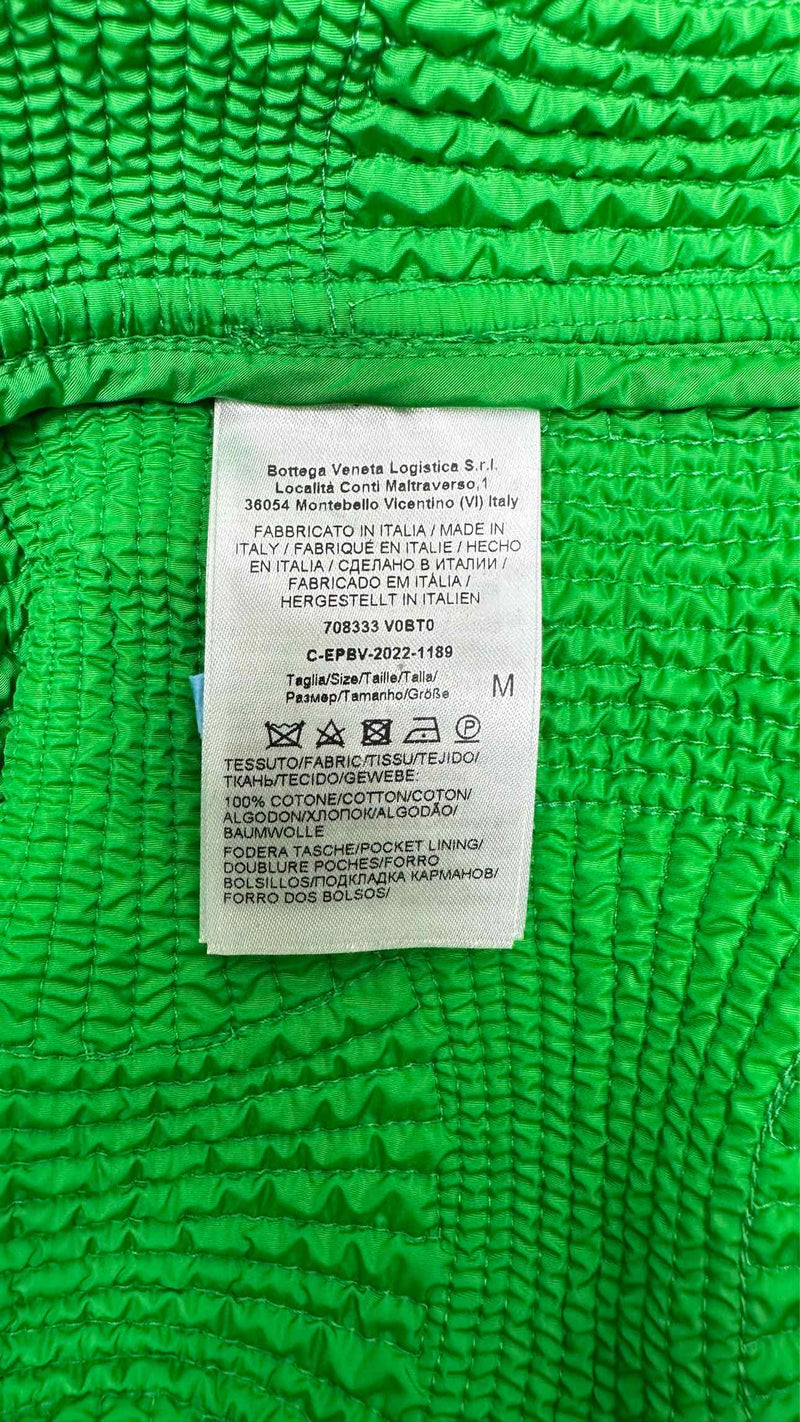 Bottega Veneta Logistica S.r.l.
Località Conti Maltraverso,1
36054 Montebello Vicentino (VI) Italy
FABBRICATO IN ITALIA / MADE IN
ITALY / FABRIQUÉ EN ITALIE / HECHO
EN ITALIA / СДЕЛАНО В ИТАЛИИ /
FABRICADO EM ITÁLIA /
HERGESTELLT IN ITALIEN
708333 V0BT0
C-EPBV-2022-1189
Taglia/Size/Taille/Talla/
Размер/Tamanho/Größe M
P
TESSUTO/FABRIC/TISSU/TEJIDO/
ТКАНЬ/TECIDO/GEWEBE:
100% COTONE/COTTON/COTON/
ALGODON/ХЛОПОК/ALGODÃO/
BAUMWOLLE
FODERA TASCHE/POCKET LINING/
DOUBLURE POCHES/FORRO
BOLSILLOS/ПОДКЛАДКА КАРМАНОВ/
FORRO DOS BOLSOS/